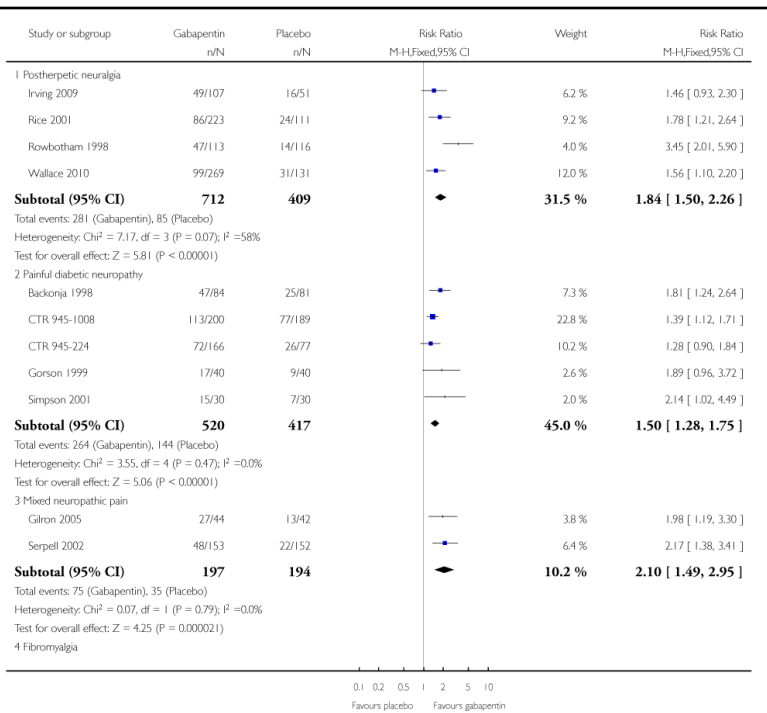 Study or subgroup Gabapentin Placebo Risk Ratio Weight Risk Ratio
n/N n/N M-H,Fixed,95% CI M-H,Fixed,95% CI
1 Postherpetic neuralgia
Irving 2009 49/107 16/51 6.2 % 1.46 [ 0.93, 2.30 ]
Rice 2001 86/223 24/111 9.2 % 1.78 [ 1.21, 2.64 ]
Rowbotham 1998 47/113 14/116 4.0 % 3.45 [ 2.01, 5.90 ]
Wallace 2010 99/269 31/131 12.0 % 1.56 [ 1.10, 2.20 ]
Subtotal (95% CI) 712 409 31.5 % 1.84 [ 1.50, 2.26 ]
Total events: 281 (Gabapentin), 85 (Placebo)
Heterogeneity: Chi² = 7.17, df = 3 (P = 0.07); I² =58%
Test for overall effect: Z = 5.81 (P < 0.00001)
2 Painful diabetic neuropathy
Backonja 1998 47/84 25/81 7.3 % 1.81 [ 1.24, 2.64 ]
CTR 945-1008 113/200 77/189 22.8 % 1.39 [ 1.12, 1.71 ]
CTR 945-224 72/166 26/77 10.2 % 1.28 [ 0.90, 1.84 ]
Gorson 1999 17/40 9/40 2.6 % 1.89 [ 0.96, 3.72 ]
Simpson 2001 15/30 7/30 2.0 % 2.14 [ 1.02, 4.49 ]
Subtotal (95% CI) 520 417 45.0 % 1.50 [ 1.28, 1.75 ]
Total events: 264 (Gabapentin), 144 (Placebo)
Heterogeneity: Chi² = 3.55, df = 4 (P = 0.47); I² =0.0%
Test for overall effect: Z = 5.06 (P < 0.00001)
3 Mixed neuropathic pain
Gilron 2005 27/44 13/42 3.8 % 1.98 [ 1.19, 3.30 ]
Serpell 2002 48/153 22/152 6.4 % 2.17 [ 1.38, 3.41 ]
Subtotal (95% CI) 197 194 10.2 % 2.10 [ 1.49, 2.95 ]
Total events: 75 (Gabapentin), 35 (Placebo)
Heterogeneity: Chi² = 0.07, df = 1 (P = 0.79); I² =0.0%
Test for overall effect: Z = 4.25 (P = 0.000021)
4 Fibromyalgia
0.1 0.2 0.5 1 2 5 10
Favours placebo Favours gabapentin